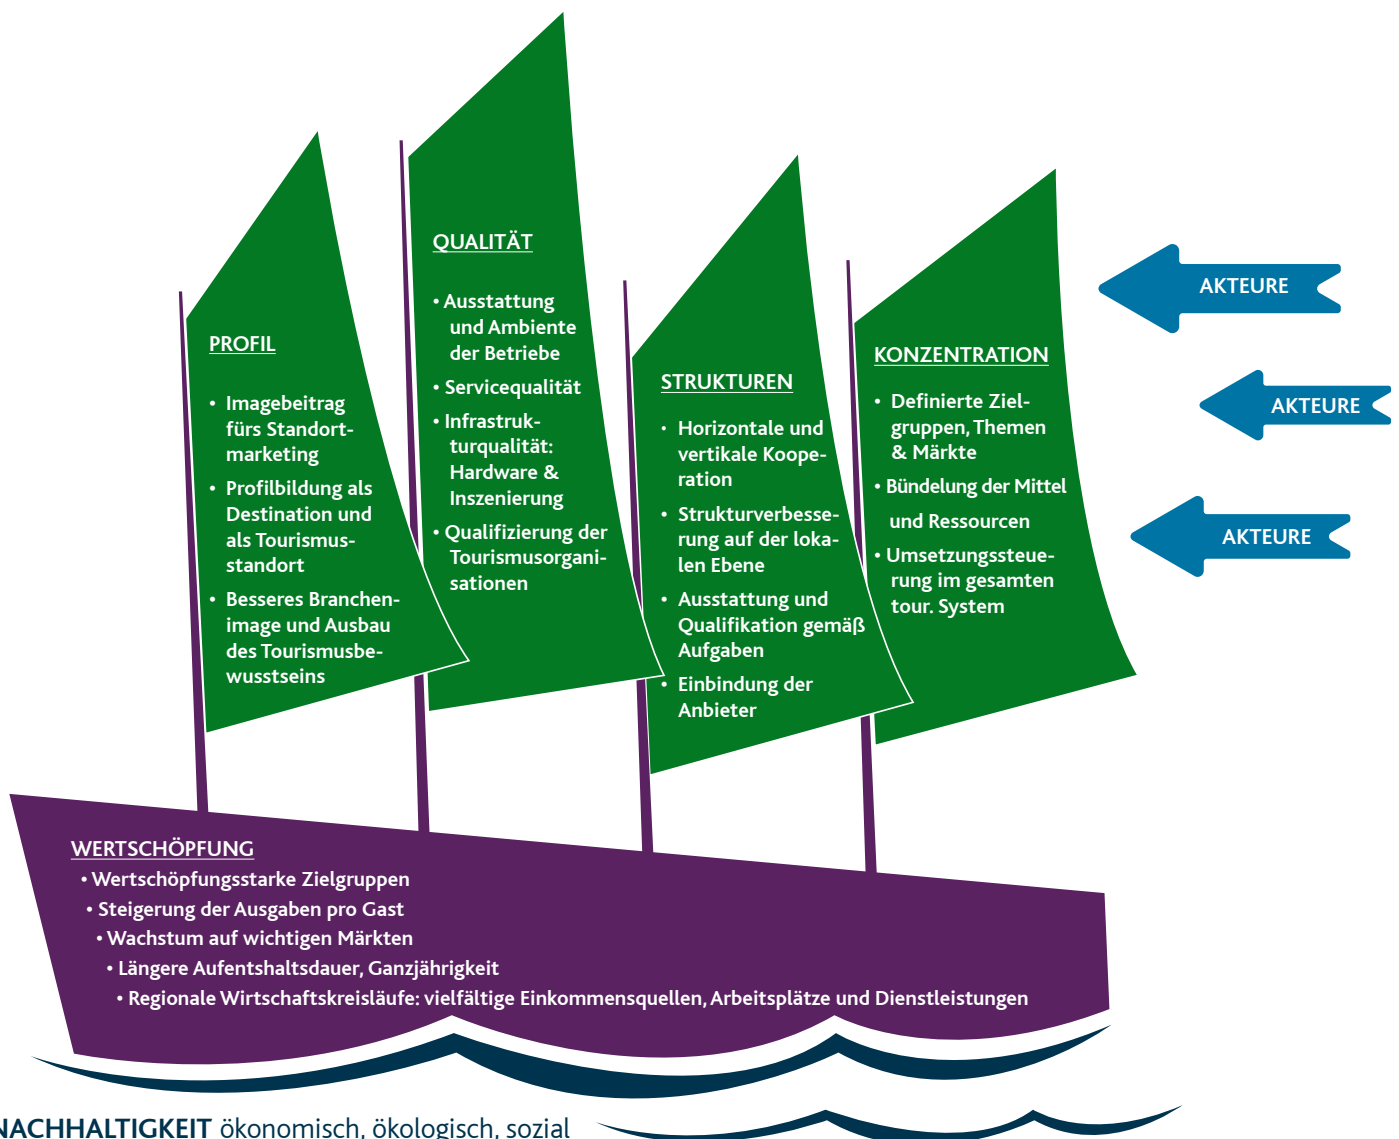 PROFIL
• Imagebeitrag
fürs Standort-
marketing
• Profilbildung als
Destination und
als Tourismus-
standort
• Besseres Branchen-
image und Ausbau
des Tourismusbe-
wusstseins
QUALITÄT
• Ausstattung
und Ambiente
der Betriebe
• Servicequalität
• Infrastruk-
turqualität:
Hardware &
Inszenierung
• Qualifizierung der
Tourismusorgani-
sationen
STRUKTUREN
• Horizontale und
vertikale Koope-
ration
• Strukturverbesse-
rung auf der loka-
len Ebene
• Ausstattung und
Qualifikation gemäß
Aufgaben
• Einbindung der
Anbieter
KONZENTRATION
• Definierte Ziel-
gruppen, Themen
& Märkte
• Bündelung der Mittel
und Ressourcen
• Umsetzungssteue-
rung im gesamten
tour. System
AKTEURE
AKTEURE
AKTEURE
WERTSCHÖPFUNG
• Wertschöpfungsstarke Zielgruppen
• Steigerung der Ausgaben pro Gast
• Wachstum auf wichtigen Märkten
• Längere Aufentshaltsdauer, Ganzjährigkeit
• Regionale Wirtschaftskreisläufe: vielfältige Einkommensquellen, Arbeitsplätze und Dienstleistungen
NACHHALTIGKEIT ökonomisch, ökologisch, sozial